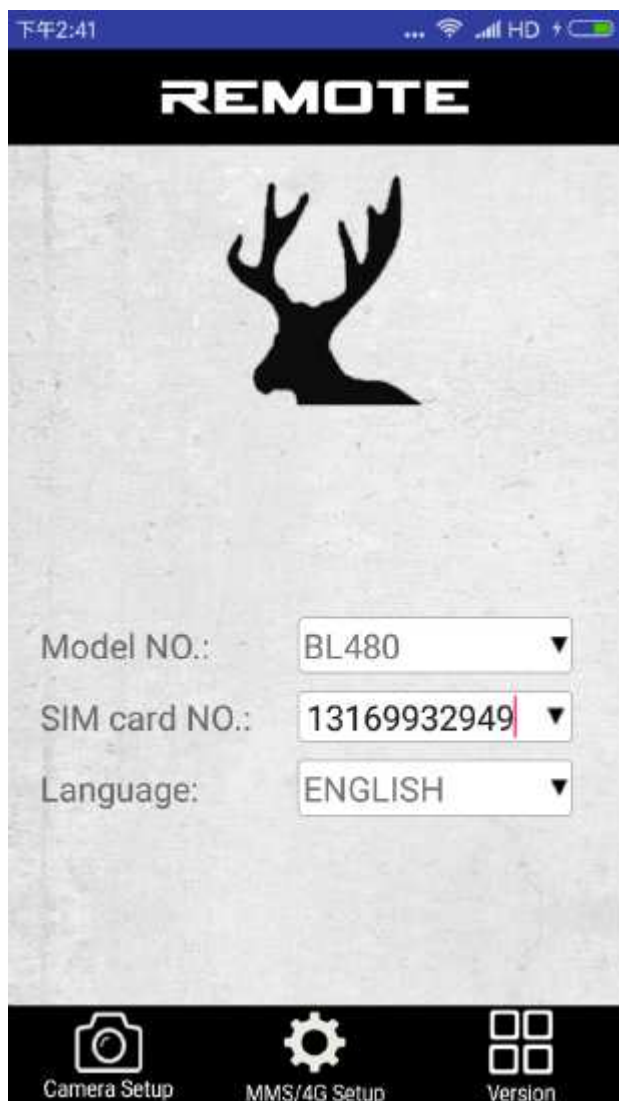 下午2:41 ... HD
REMOTE
Model NO.: BL480
SIM card NO.: 13169932949
Language: ENGLISH
Camera Setup MMS/4G Setup Version